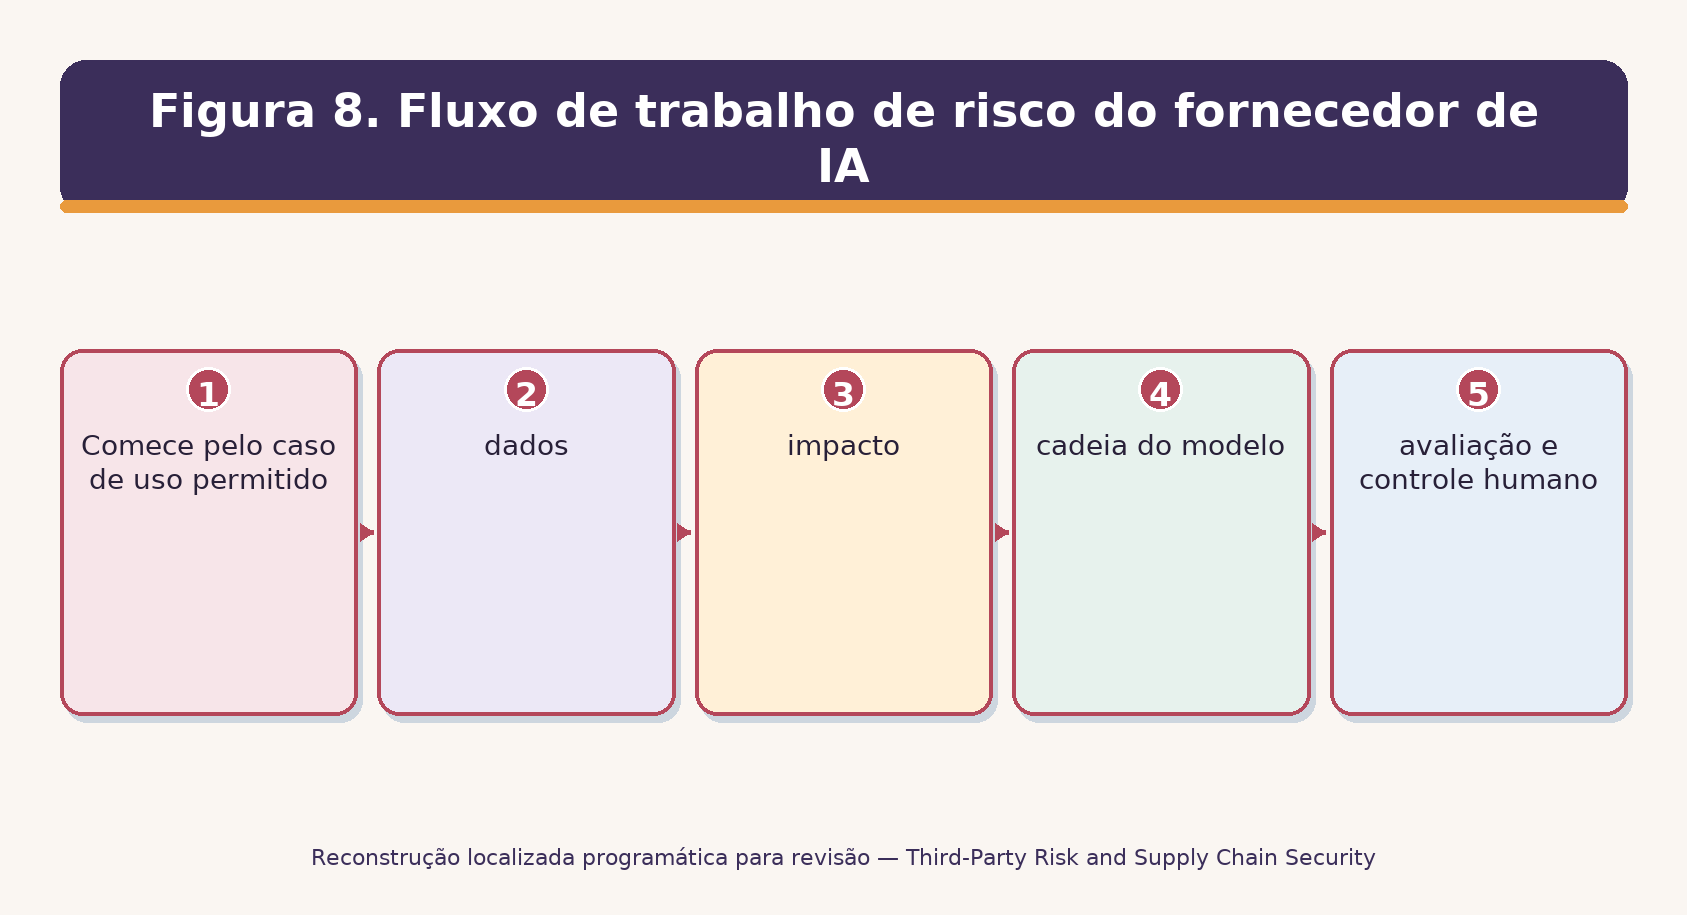 Figura 8. Fluxo de trabalho de risco do fornecedor de
IA
1
Comece pelo caso
de uso permitido
2
dados
3
impacto
4
cadeia do modelo
5
avaliação e
controle humano
Reconstrução localizada programática para revisão — Third-Party Risk and Supply Chain Security